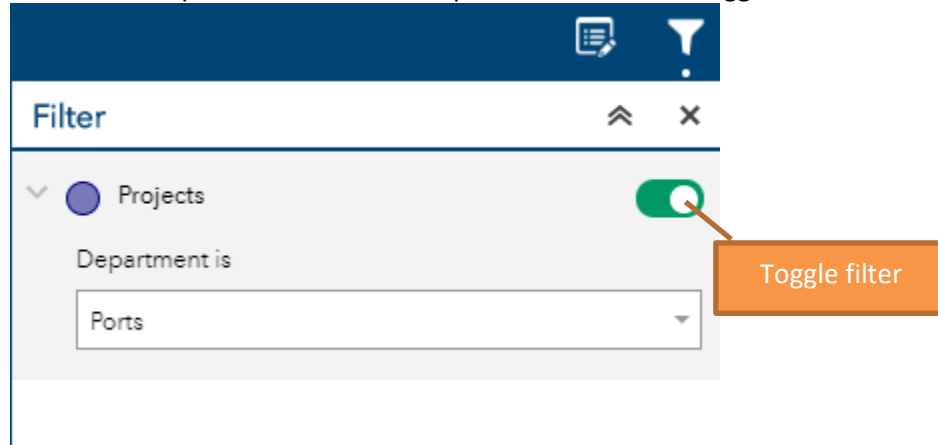 Filter
Projects
Department is
Ports
Toggle filter